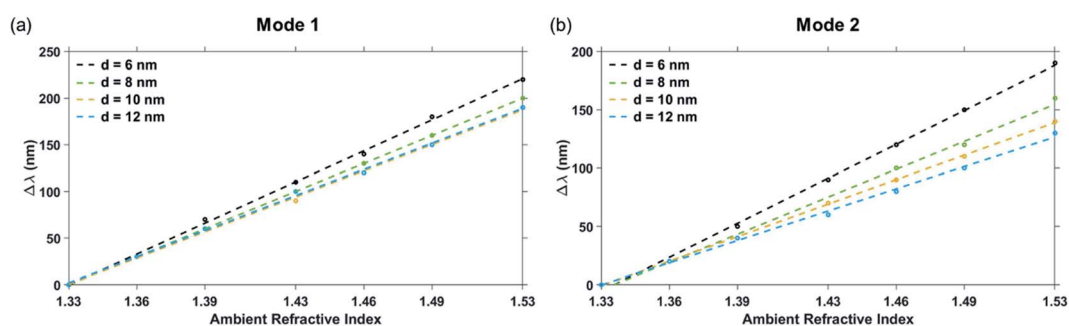 (a)
Mode 1
250
200
150
100
50
0
Δλ (nm)
d = 6 nm
d = 8 nm
d = 10 nm
d = 12 nm
1.33 1.36 1.39 1.43 1.46 1.49 1.53
Ambient Refractive Index
(b)
Mode 2
200
150
100
50
0
Δλ (nm)
d = 6 nm
d = 8 nm
d = 10 nm
d = 12 nm
1.33 1.36 1.39 1.43 1.46 1.49 1.53
Ambient Refractive Index